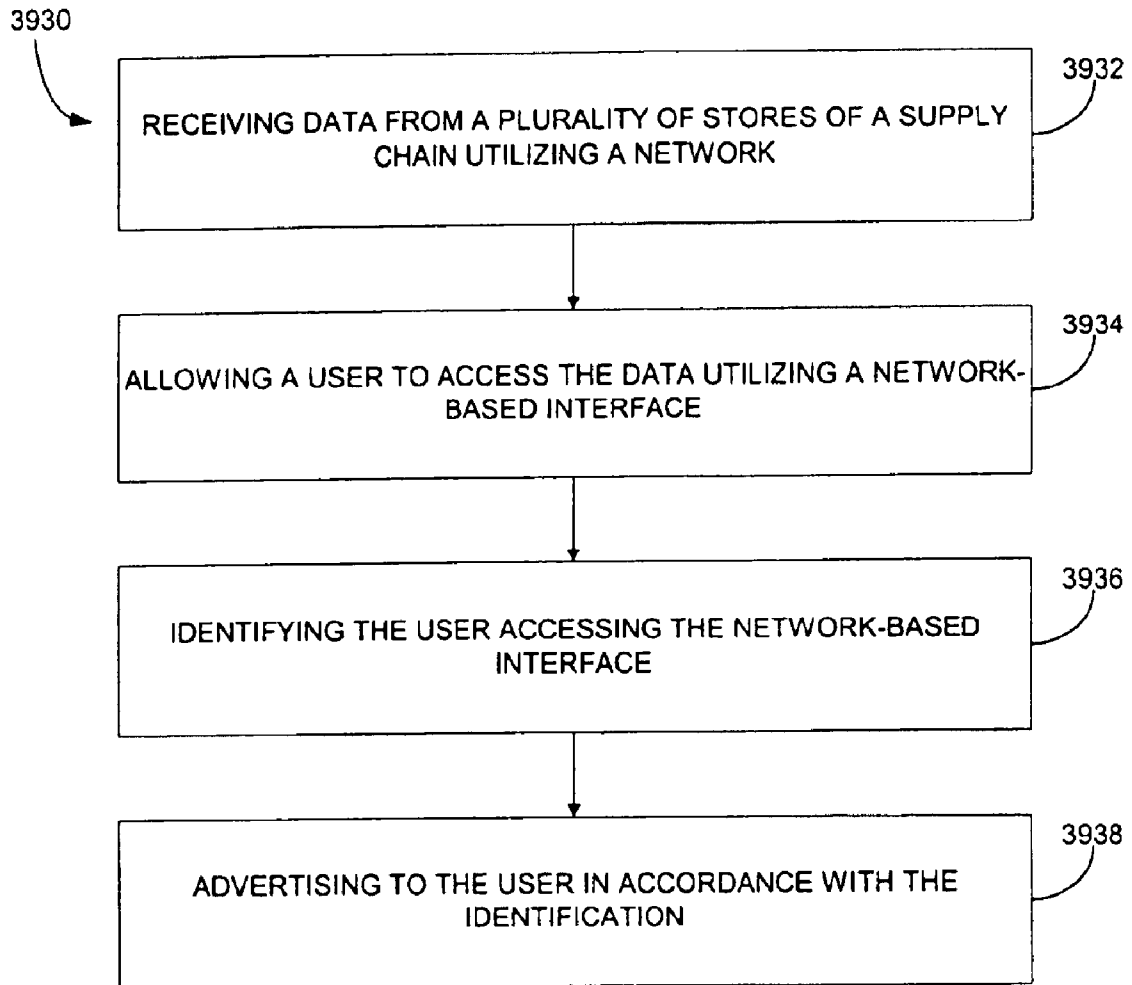 3930
3932
RECEIVING DATA FROM A PLURALITY OF STORES OF A SUPPLY
CHAIN UTILIZING A NETWORK
3934
ALLOWING A USER TO ACCESS THE DATA UTILIZING A NETWORK-
BASED INTERFACE
3936
IDENTIFYING THE USER ACCESSING THE NETWORK-BASED
INTERFACE
3938
ADVERTISING TO THE USER IN ACCORDANCE WITH THE
IDENTIFICATION